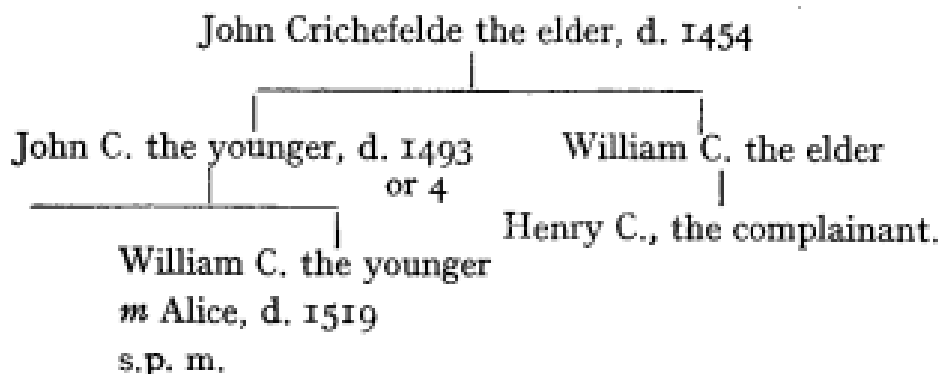 John Crichefelde the elder, d. 1454
John C. the younger, d. 1493
or 4
William C. the elder
Henry C., the complainant.
William C. the younger
m Alice, d. 1519
s.p. m.